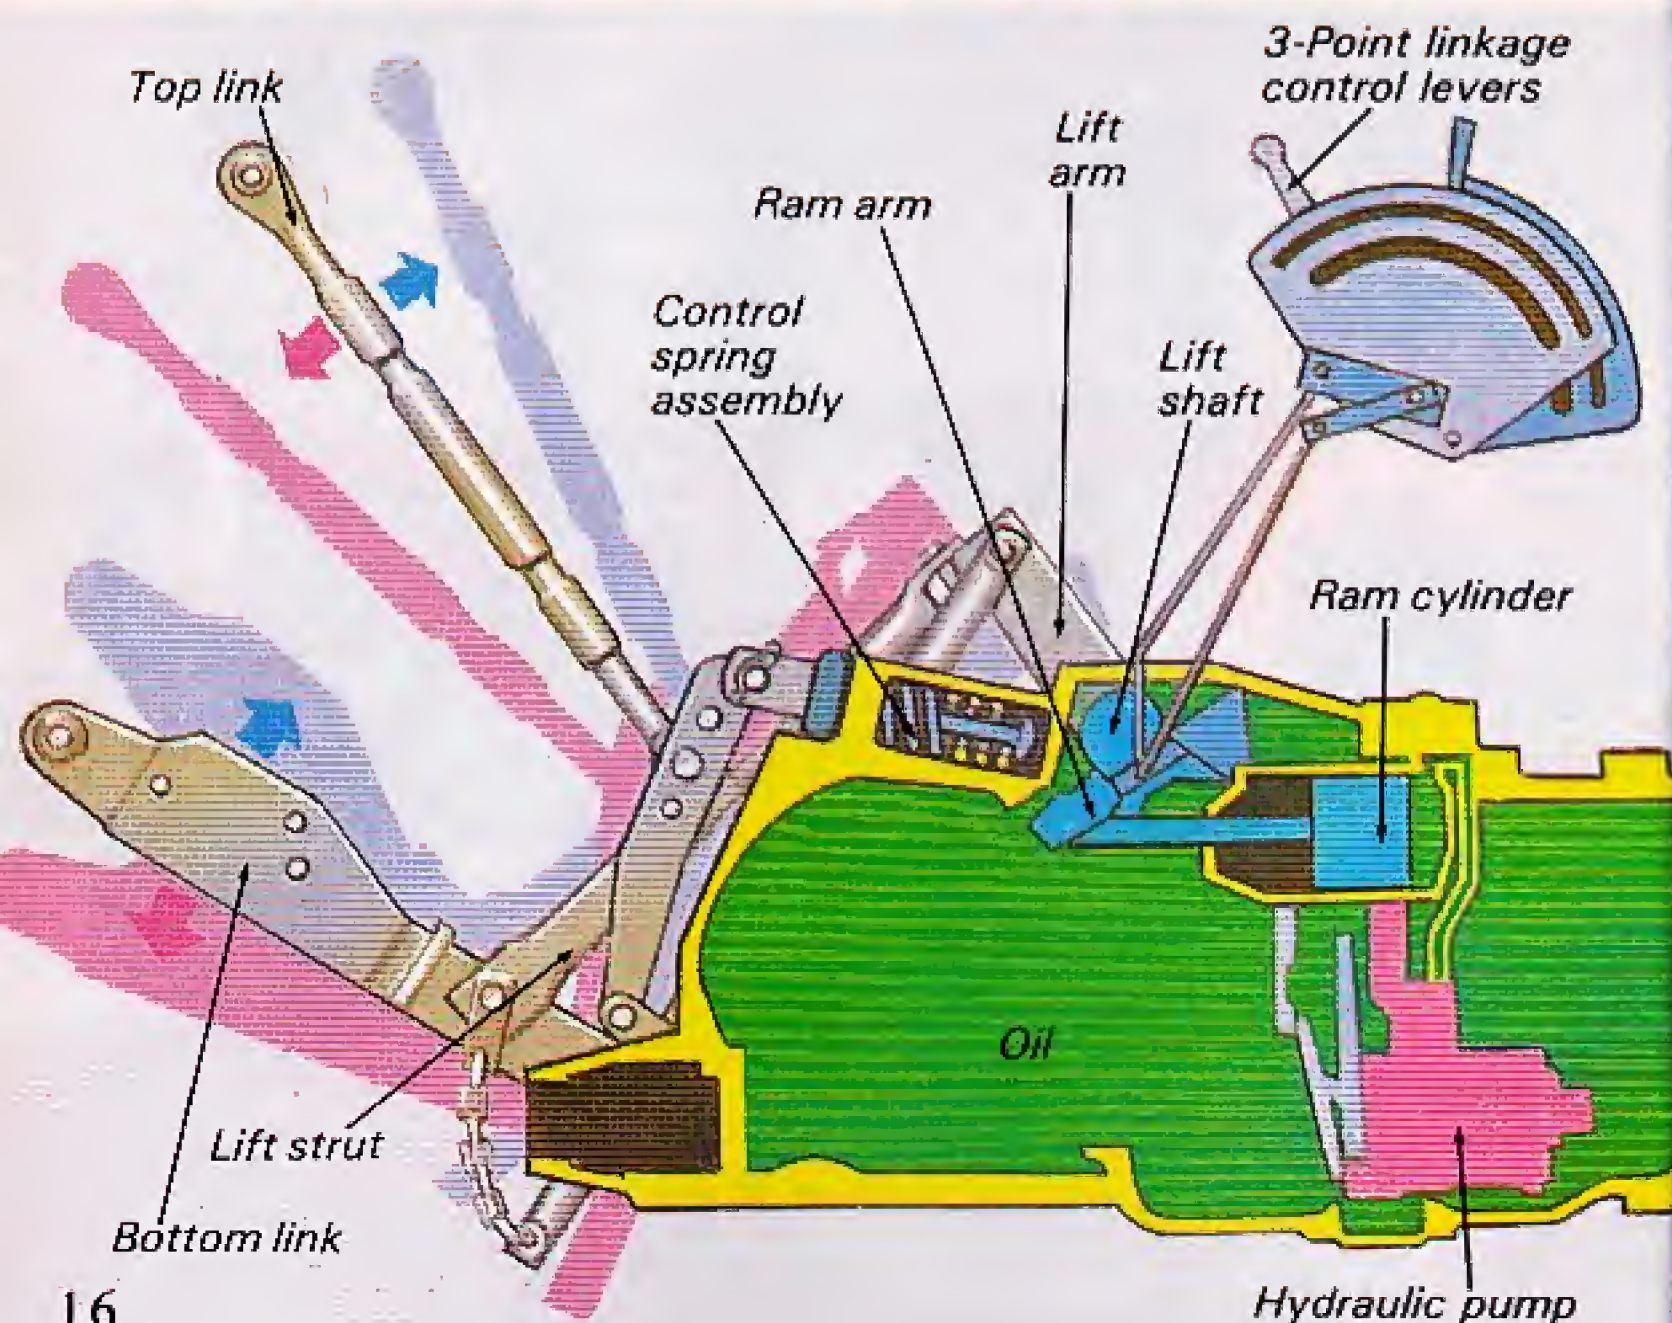 3-Point linkage
control levers
Top link
Lift
arm
Ram arm
Control
spring
assembly
Lift
shaft
Ram cylinder
Oil
Lift strut
Bottom link
Hydraulic pump
16